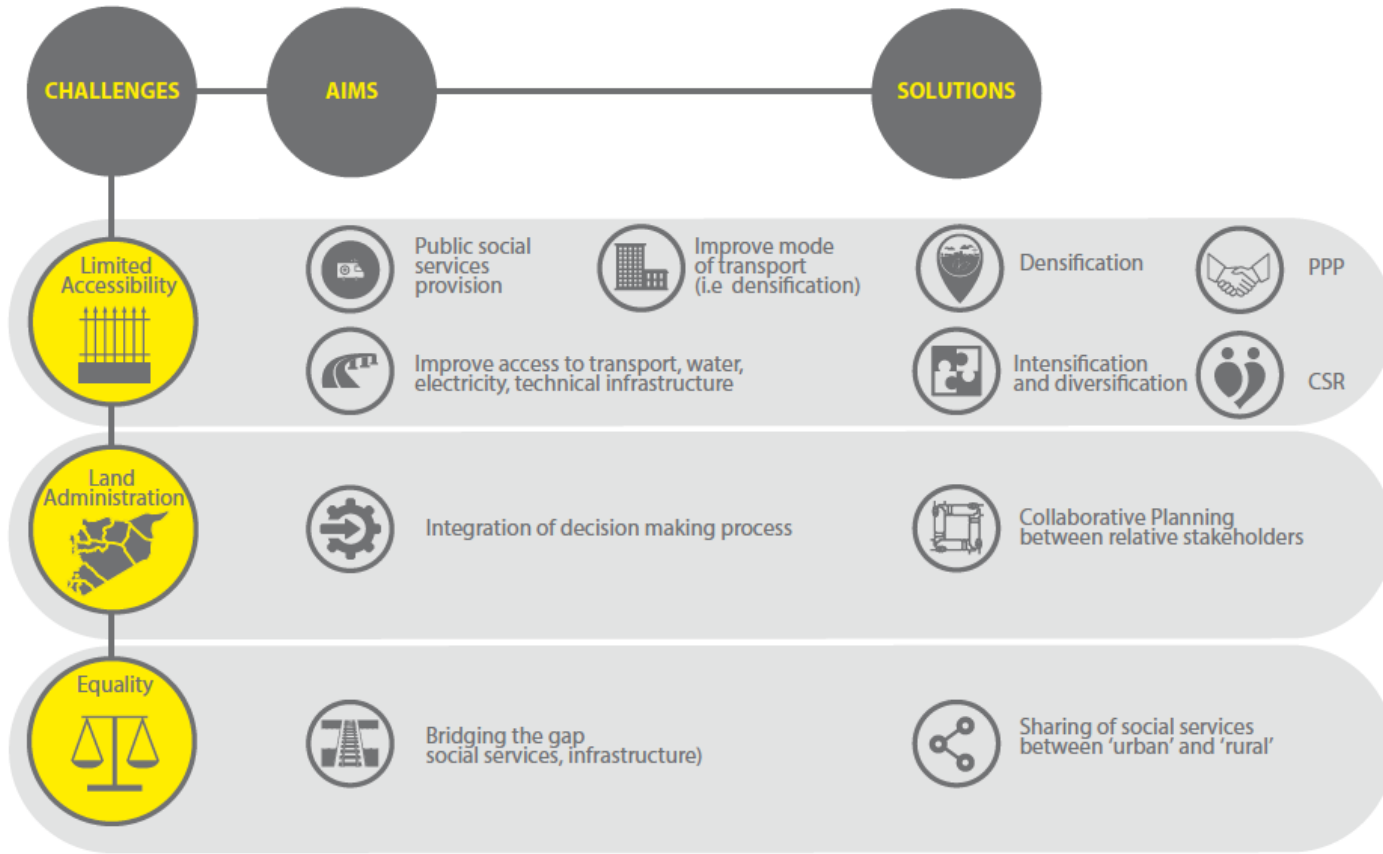 CHALLENGES
AIMS
SOLUTIONS
Limited
Accessibility
Public social
services
provision
Improve mode
of transport
(i.e densification)
Densification
PPP
Improve access to transport, water,
electricity, technical infrastructure
Intensification
and diversification
CSR
Land
Administration
Integration of decision making process
Collaborative Planning
between relative stakeholders
Equality
Bridging the gap
social services, infrastructure)
Sharing of social services
between ‘urban’ and ‘rural’